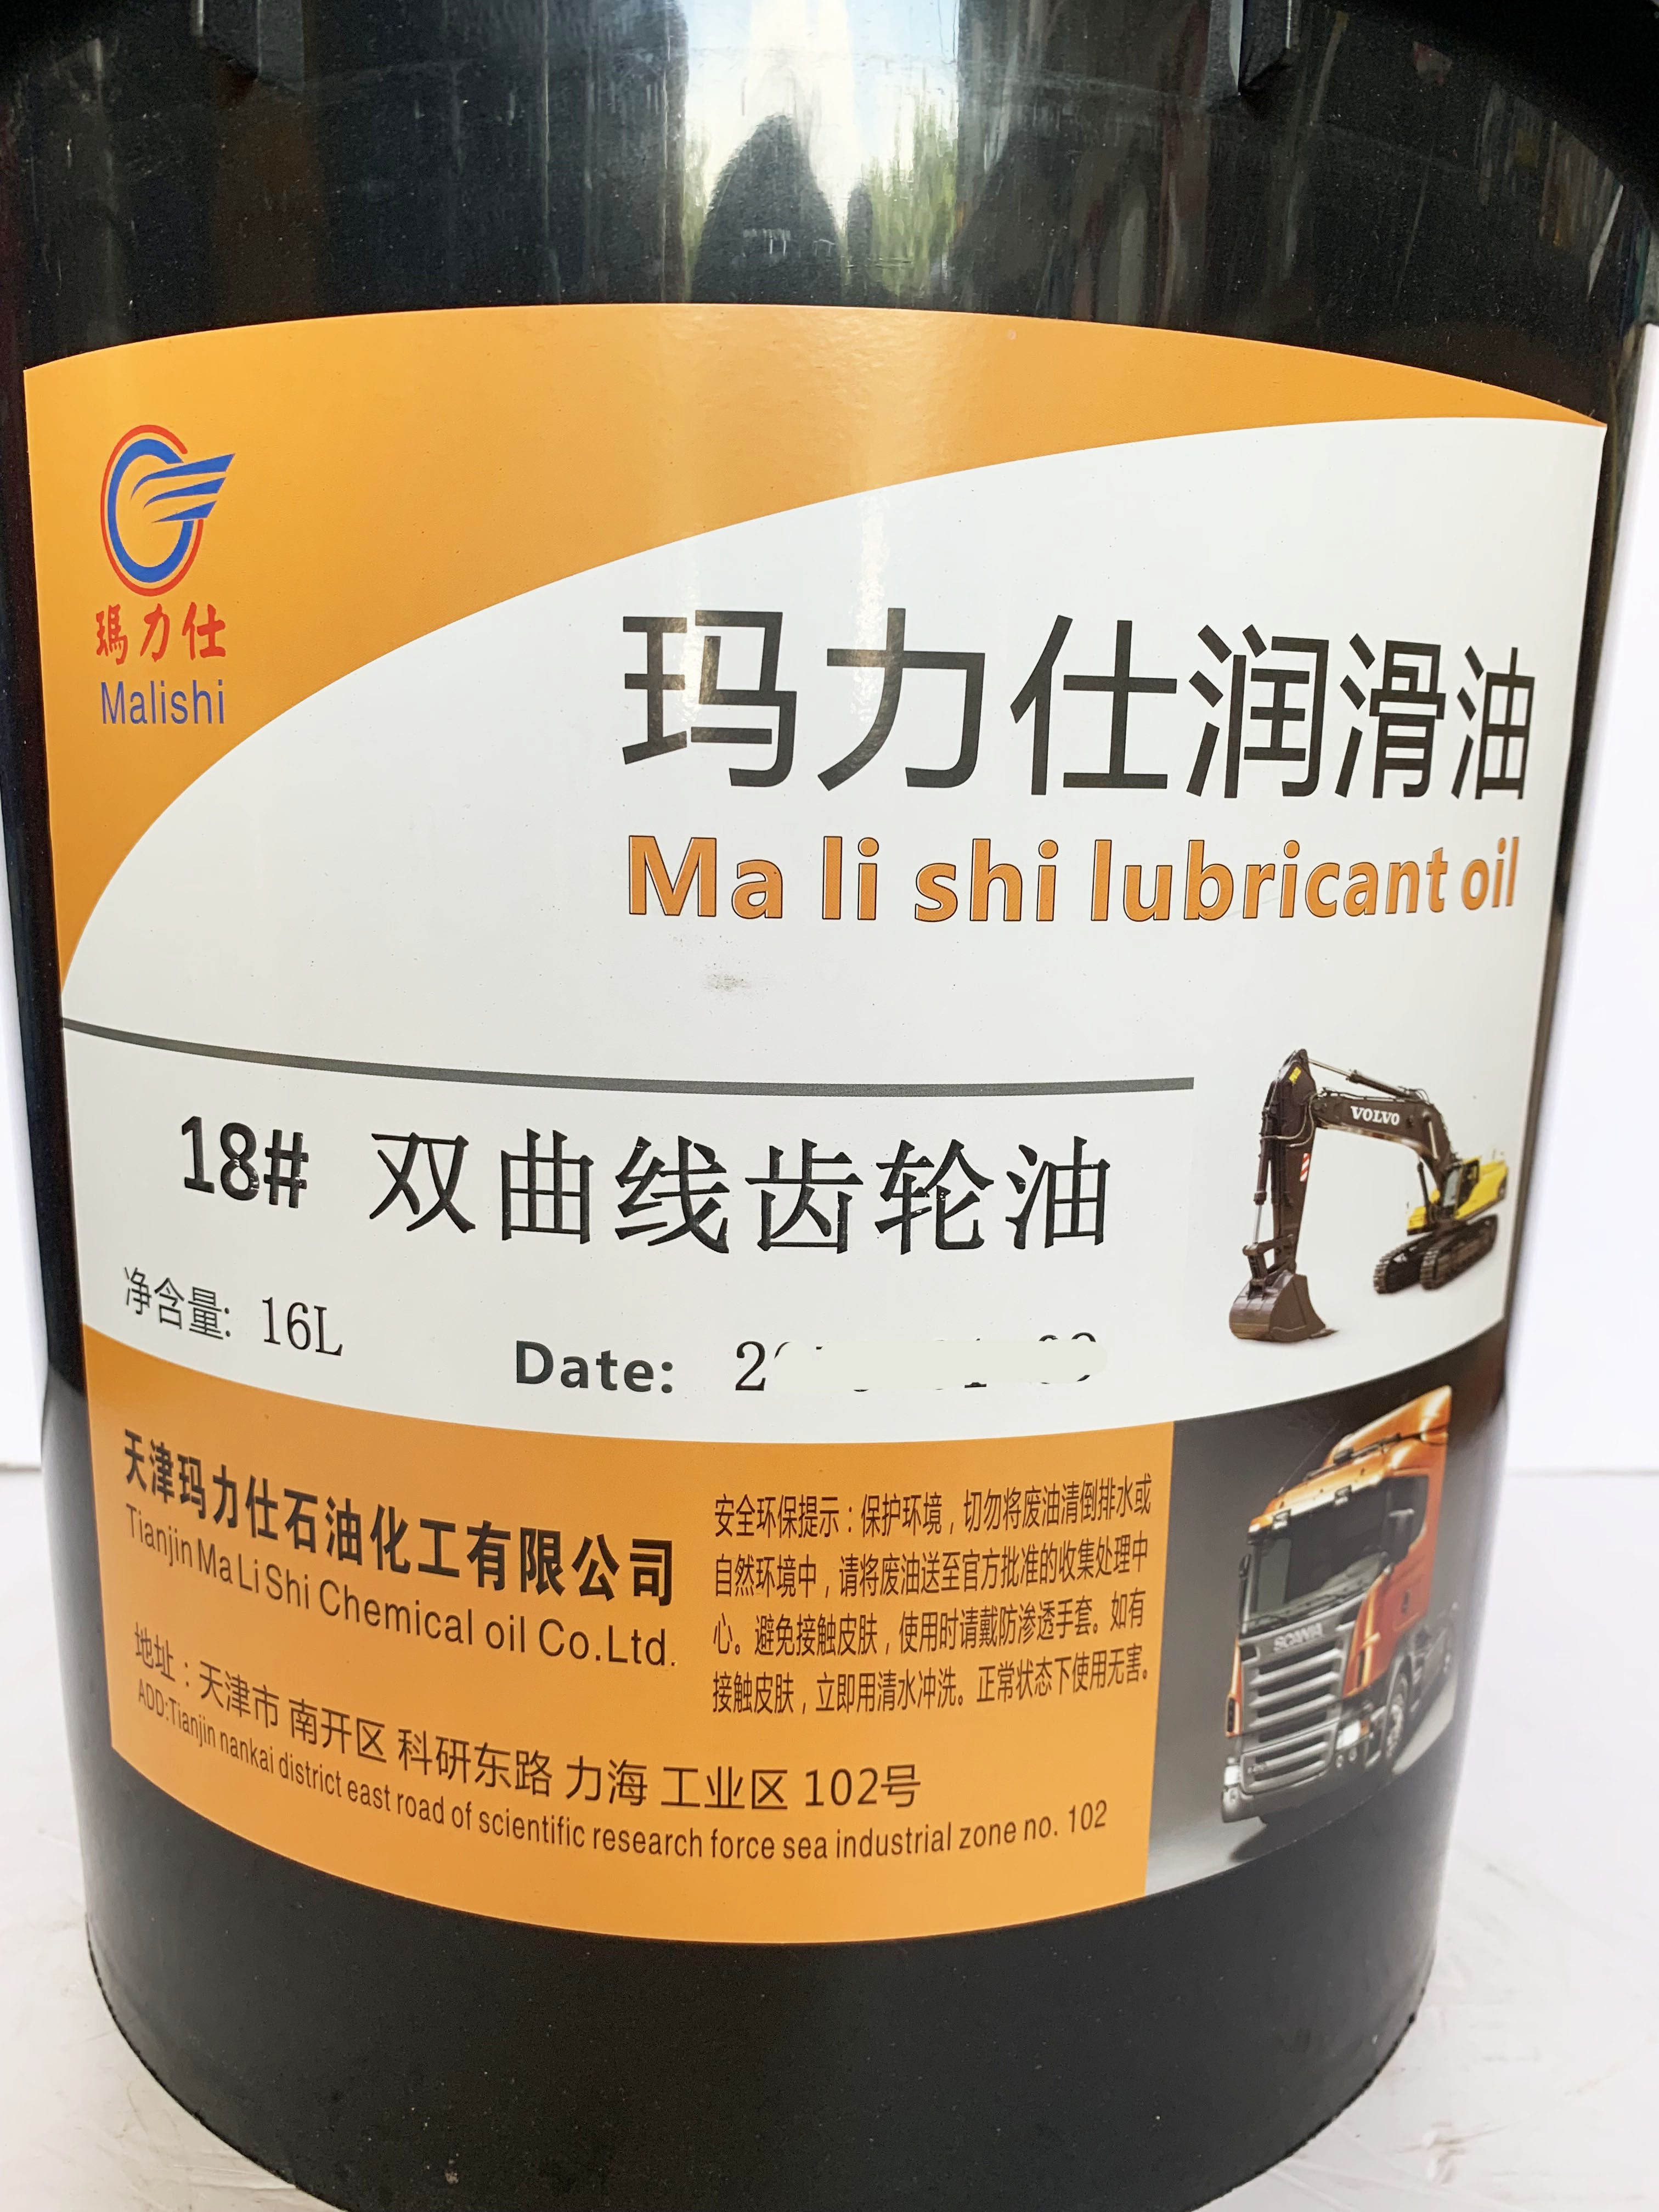 瑪力仕
Malishi
玛力仕润滑油
Ma li shi lubricant oil
VOLVO
18# 双曲线齿轮油
净含量: 16L
Date:
天津玛力仕石油化工有限公司
Tianjin Ma Li Shi Chemical oil Co.Ltd.
安全环保提示：保护环境，切勿将废油清倒排水或
自然环境中，请将废油送至官方批准的收集处理中
心。避免接触皮肤，使用时请戴防渗透手套。如有
接触皮肤，立即用清水冲洗。正常状态下使用无害。
SCANIA
地址：天津市 南开区 科研东路 力海 工业区 102号
ADD:Tianjin nankai district east road of scientific research force sea industrial zone no. 102